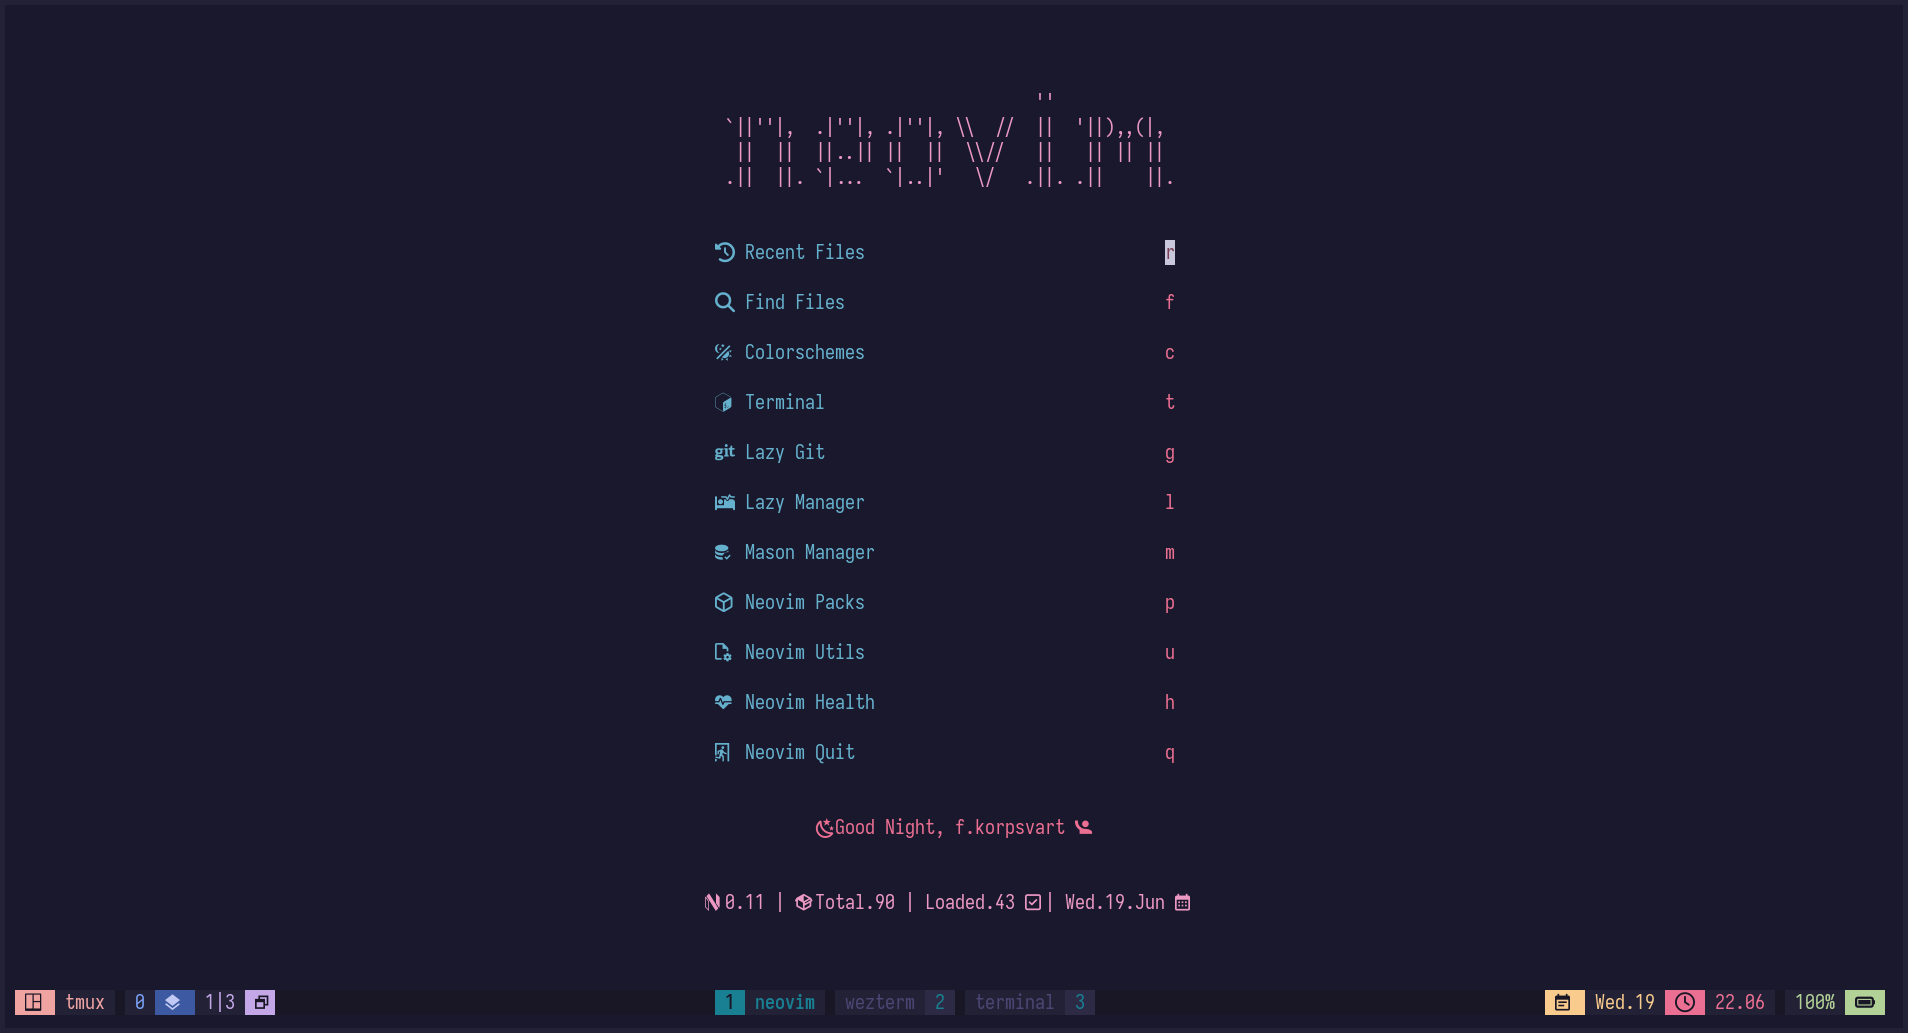 ''
`||''|,  .|''|, .|''|, \\  //  ||  '||),,(|,
 ||  ||  ||..|| ||  ||  \\//   ||   || || ||
.||  ||. `|...  `|..|'   \/   .||. .||    ||.
Recent Files r
Find Files f
Colorschemes c
Terminal t
git Lazy Git g
Lazy Manager l
Mason Manager m
Neovim Packs p
Neovim Utils u
Neovim Health h
Neovim Quit q
Good Night, f.korpsvart
0.11 | Total.90 | Loaded.43 | Wed.19.Jun
tmux 0 1|3 1 neovim wezterm 2 terminal 3 Wed.19 22.06 100%